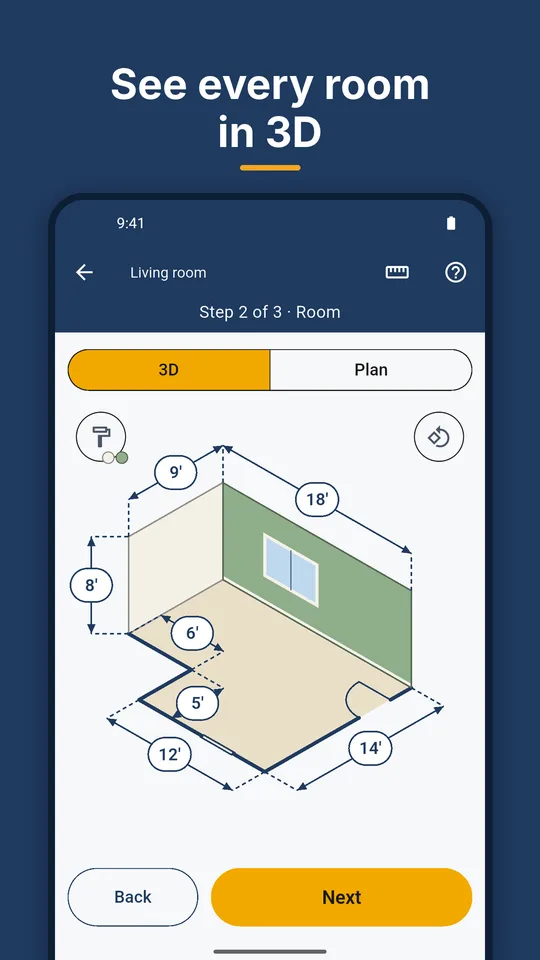 See every room
in 3D
9:41
Living room
Step 2 of 3 · Room
3D
Plan
9'
18'
8'
6'
5'
12'
14'
Back
Next